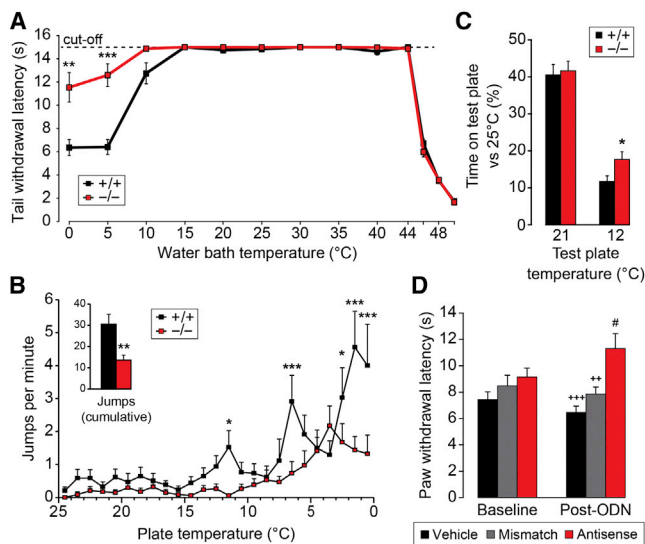 A
Tail withdrawal latency (s)
16
14
12
10
8
6
4
2
0
cut-off
**
***
+/+
−/−
0 5 10 15 20 25 30 35 40 44 48
Water bath temperature (°C)
B
Jumps per minute
6
5
4
3
2
1
0
40
30
20
10
0
**
Jumps
(cumulative)
+/+
−/−
*
***
*
***
***
25 20 15 10 5 0
Plate temperature (°C)
C
Time on test plate
vs 25°C (%)
50
40
30
20
10
0
+/+
−/−
*
21 12
Test plate
temperature (°C)
D
Paw withdrawal latency (s)
14
12
10
8
6
4
2
0
+++
++
#
Baseline Post-ODN
Vehicle Mismatch Antisense